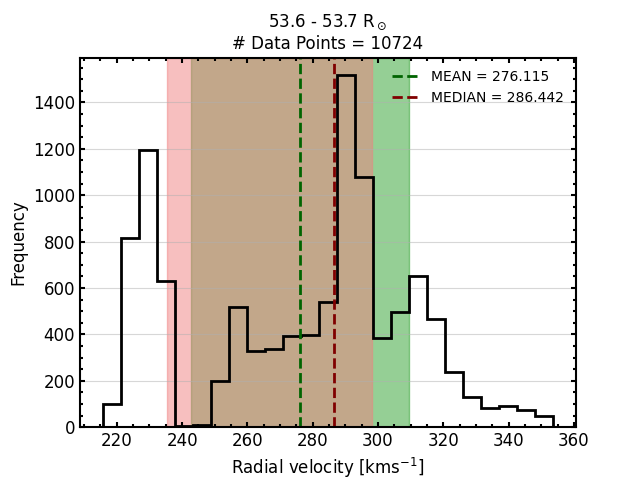 53.6 - 53.7 R⊙
# Data Points = 10724
MEAN = 276.115
MEDIAN = 286.442
Frequency
1400
1200
1000
800
600
400
200
0
220 240 260 280 300 320 340 360
Radial velocity [kms⁻¹]